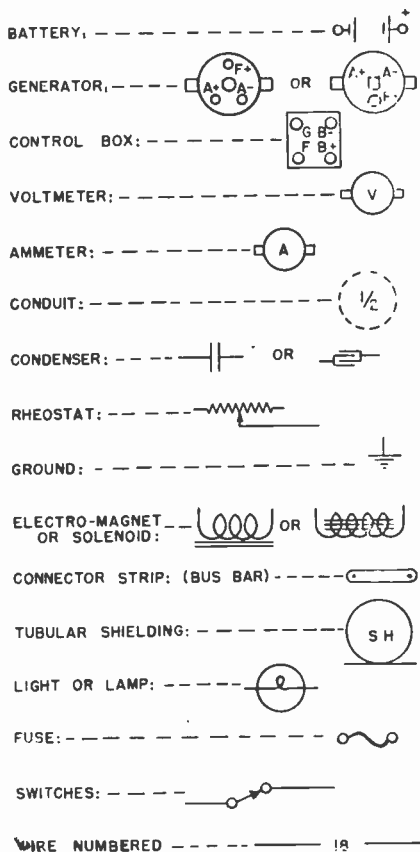 BATTERY: +
GENERATOR: F+ A+ A- OR A+ A- F+
CONTROL BOX: G B-
F B+
VOLTMETER: V
AMMETER: A
CONDUIT: 1/2
CONDENSER: OR
RHEOSTAT:
GROUND:
ELECTRO-MAGNET OR
OR SOLENOID:
CONNECTOR STRIP: (BUS BAR)
TUBULAR SHIELDING: SH
LIGHT OR LAMP:
FUSE:
SWITCHES:
WIRE NUMBERED 18